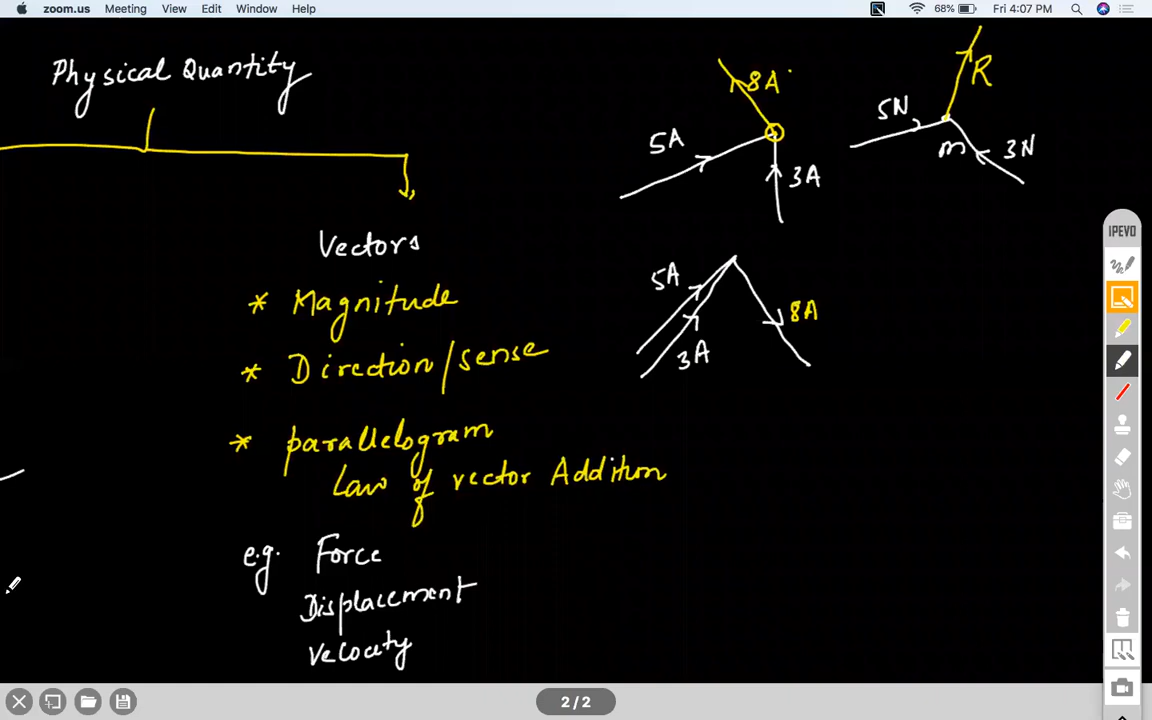 zoom.us Meeting View Edit Window Help
68% Fri 4:07 PM
Physical Quantity
Vectors
* Magnitude
* Direction/sense
* parallelogram
Law of vector Addition
e.g. Force
Displacement
Velocity
8A
5A
3A
R
5N
m
3N
5A
3A
8A
IPEVO
2/2